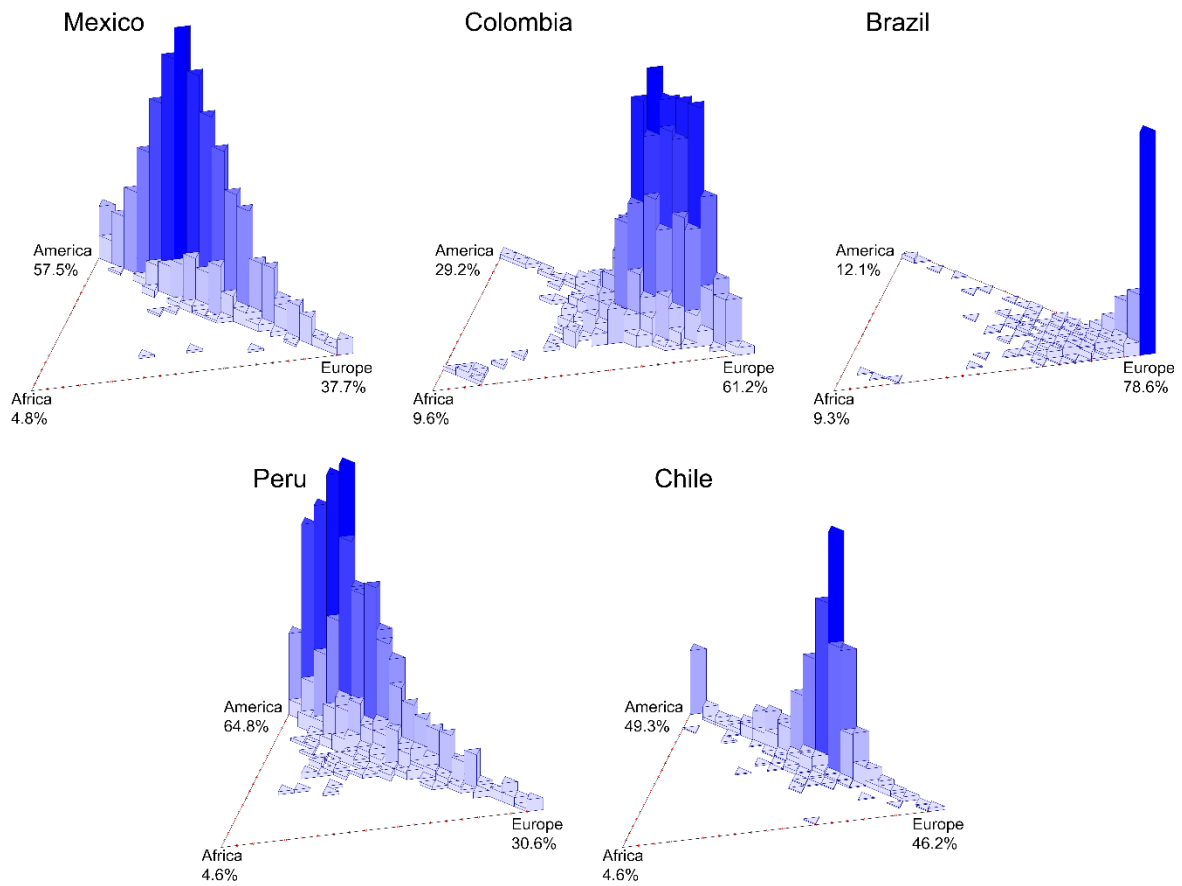 Mexico
Colombia
Brazil
America
57.5%
Europe
37.7%
Africa
4.8%
America
29.2%
Europe
61.2%
Africa
9.6%
America
12.1%
Europe
78.6%
Africa
9.3%
Peru
Chile
America
64.8%
Europe
30.6%
Africa
4.6%
America
49.3%
Europe
46.2%
Africa
4.6%